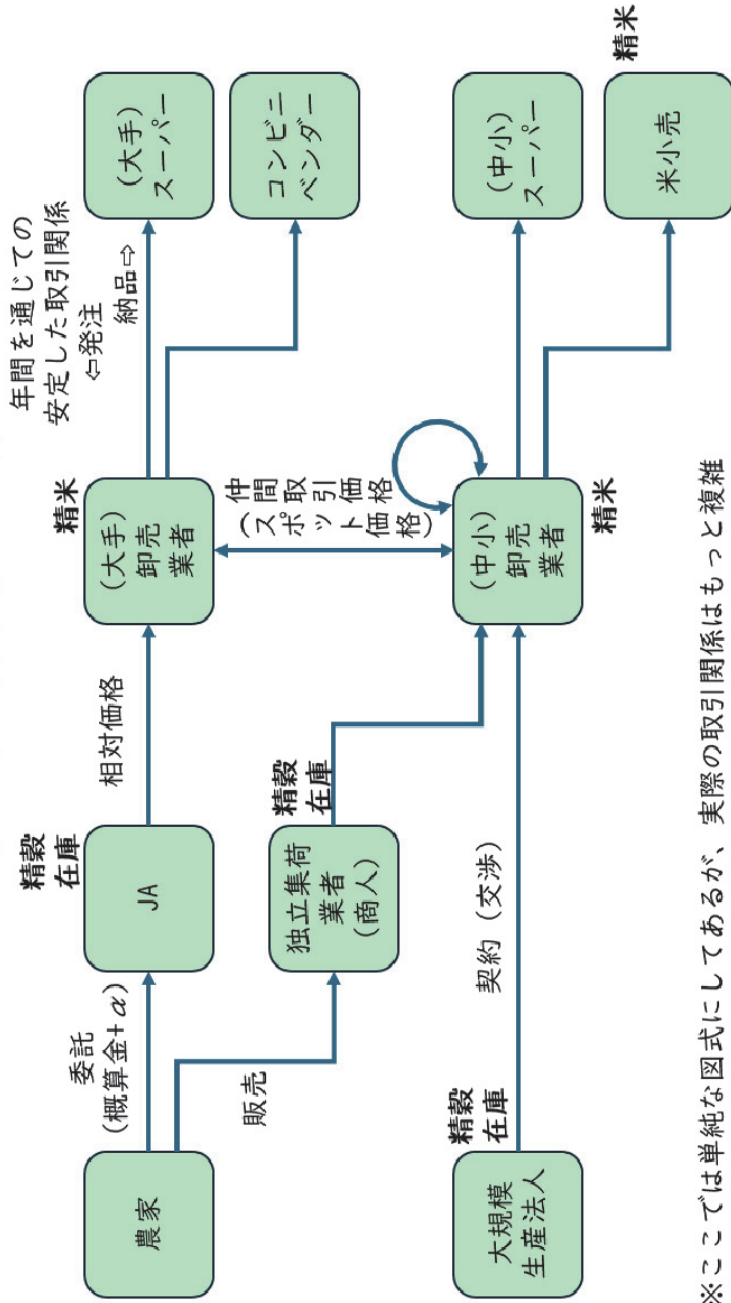 年間を通じての
安定した取引関係
⇦発注
納品⇨
農家
委託
(概算金+α)
精穀
在庫
JA
相対価格
精米
(大手)
卸売
業者
(大手)
スーパー
コンビニ
ベンダー
販売
精穀
在庫
独立集荷
業者
(商人)
仲間取引価格
(スポット価格)
大規模
生産法人
精穀
在庫
契約(交渉)
(中小)
卸売
業者
精米
(中小)
スーパー
米小売
精米
※ここでは単純な図式にしてあるが、実際の取引関係はもっと複雑